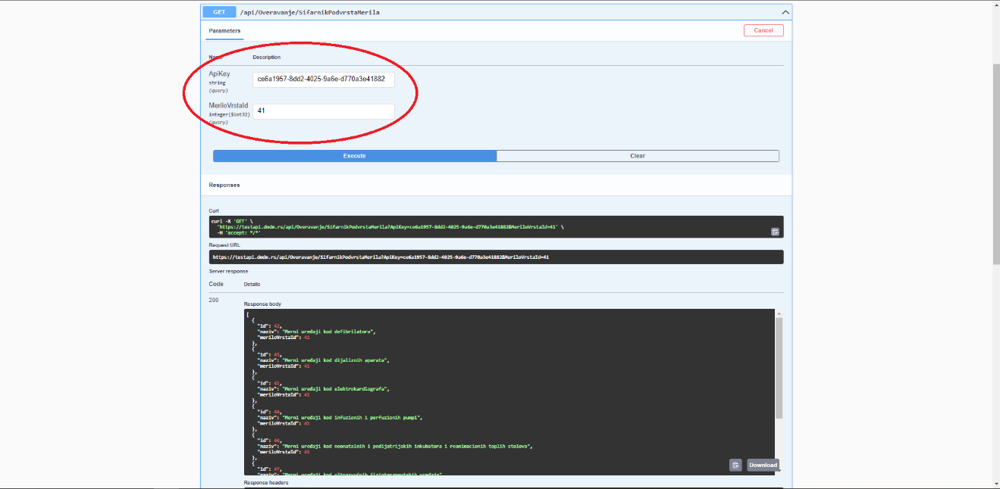 GET /api/Overavanje/SifarnikPodvrstaMerila
Parameters
Cancel
Name Description
ApiKey
string
(query)
ce6a1957-8dd2-4025-9a6e-d770a3e41882
MeriloVrstaId
integer($int32)
(query)
41
Execute
Clear
Responses
Curl
curl -X 'GET' \
'https://testapi.dmdm.rs/api/Overavanje/SifarnikPodvrstaMerila?ApiKey=ce6a1957-8dd2-4025-9a6e-d770a3e41882&MeriloVrstaId=41' \
-H 'accept: */*'
Request URL
https://testapi.dmdm.rs/api/Overavanje/SifarnikPodvrstaMerila?ApiKey=ce6a1957-8dd2-4025-9a6e-d770a3e41882&MeriloVrstaId=41
Server response
Code Details
200
Response body
[
{
"id": 42,
"naziv": "Merni uređaji kod defibrilatora",
"meriloVrstaId": 41
},
{
"id": 45,
"naziv": "Merni uređaji kod dijaliznih aparata",
"meriloVrstaId": 41
},
{
"id": 41,
"naziv": "Merni uređaji kod elektrokardiografa",
"meriloVrstaId": 41
},
{
"id": 44,
"naziv": "Merni uređaji kod infuzionih i perfuzionih pumpi",
"meriloVrstaId": 41
},
{
"id": 46,
"naziv": "Merni uređaji kod neonatalnih i pedijatrijskih inkubatora i reanimacionih toplih stolova",
"meriloVrstaId": 41
},
{
"id": 47,
"naziv": "Merni uređaji kod ultrazvučnih fizioterapeutskih uređaja"
Download
Response headers